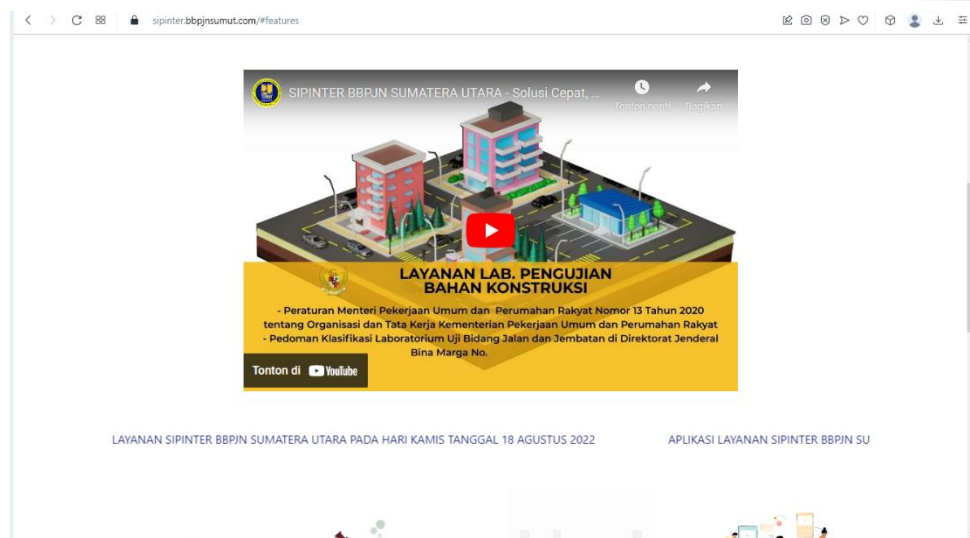 sipinter.bbpjnsumut.com/#features
SIPINTER BBPJN SUMATERA UTARA - Solusi Cepat, ...
Tonton nanti
Bagikan
LAYANAN LAB. PENGUJIAN
BAHAN KONSTRUKSI
- Peraturan Menteri Pekerjaan Umum dan Perumahan Rakyat Nomor 13 Tahun 2020
tentang Organisasi dan Tata Kerja Kementerian Pekerjaan Umum dan Perumahan Rakyat
- Pedoman Klasifikasi Laboratorium Uji Bidang Jalan dan Jembatan di Direktorat Jenderal
Bina Marga No.
Tonton di YouTube
LAYANAN SIPINTER BBPJN SUMATERA UTARA PADA HARI KAMIS TANGGAL 18 AGUSTUS 2022
APLIKASI LAYANAN SIPINTER BBPJN SU